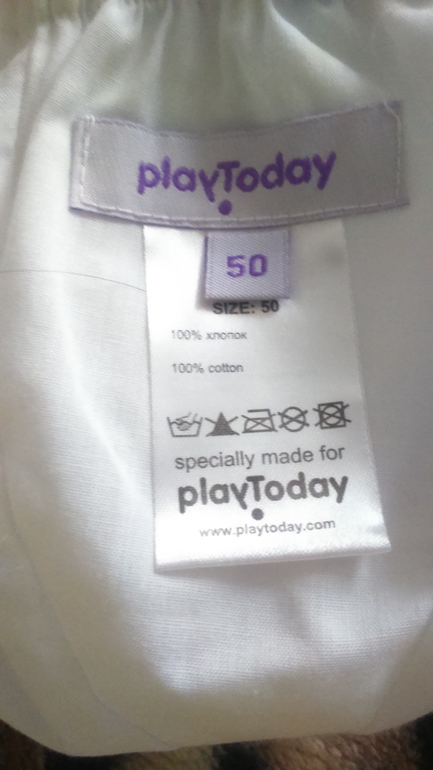 playToday
50
SIZE: 50
100% хлопок
100% cotton
specially made for
playToday
www.playtoday.com